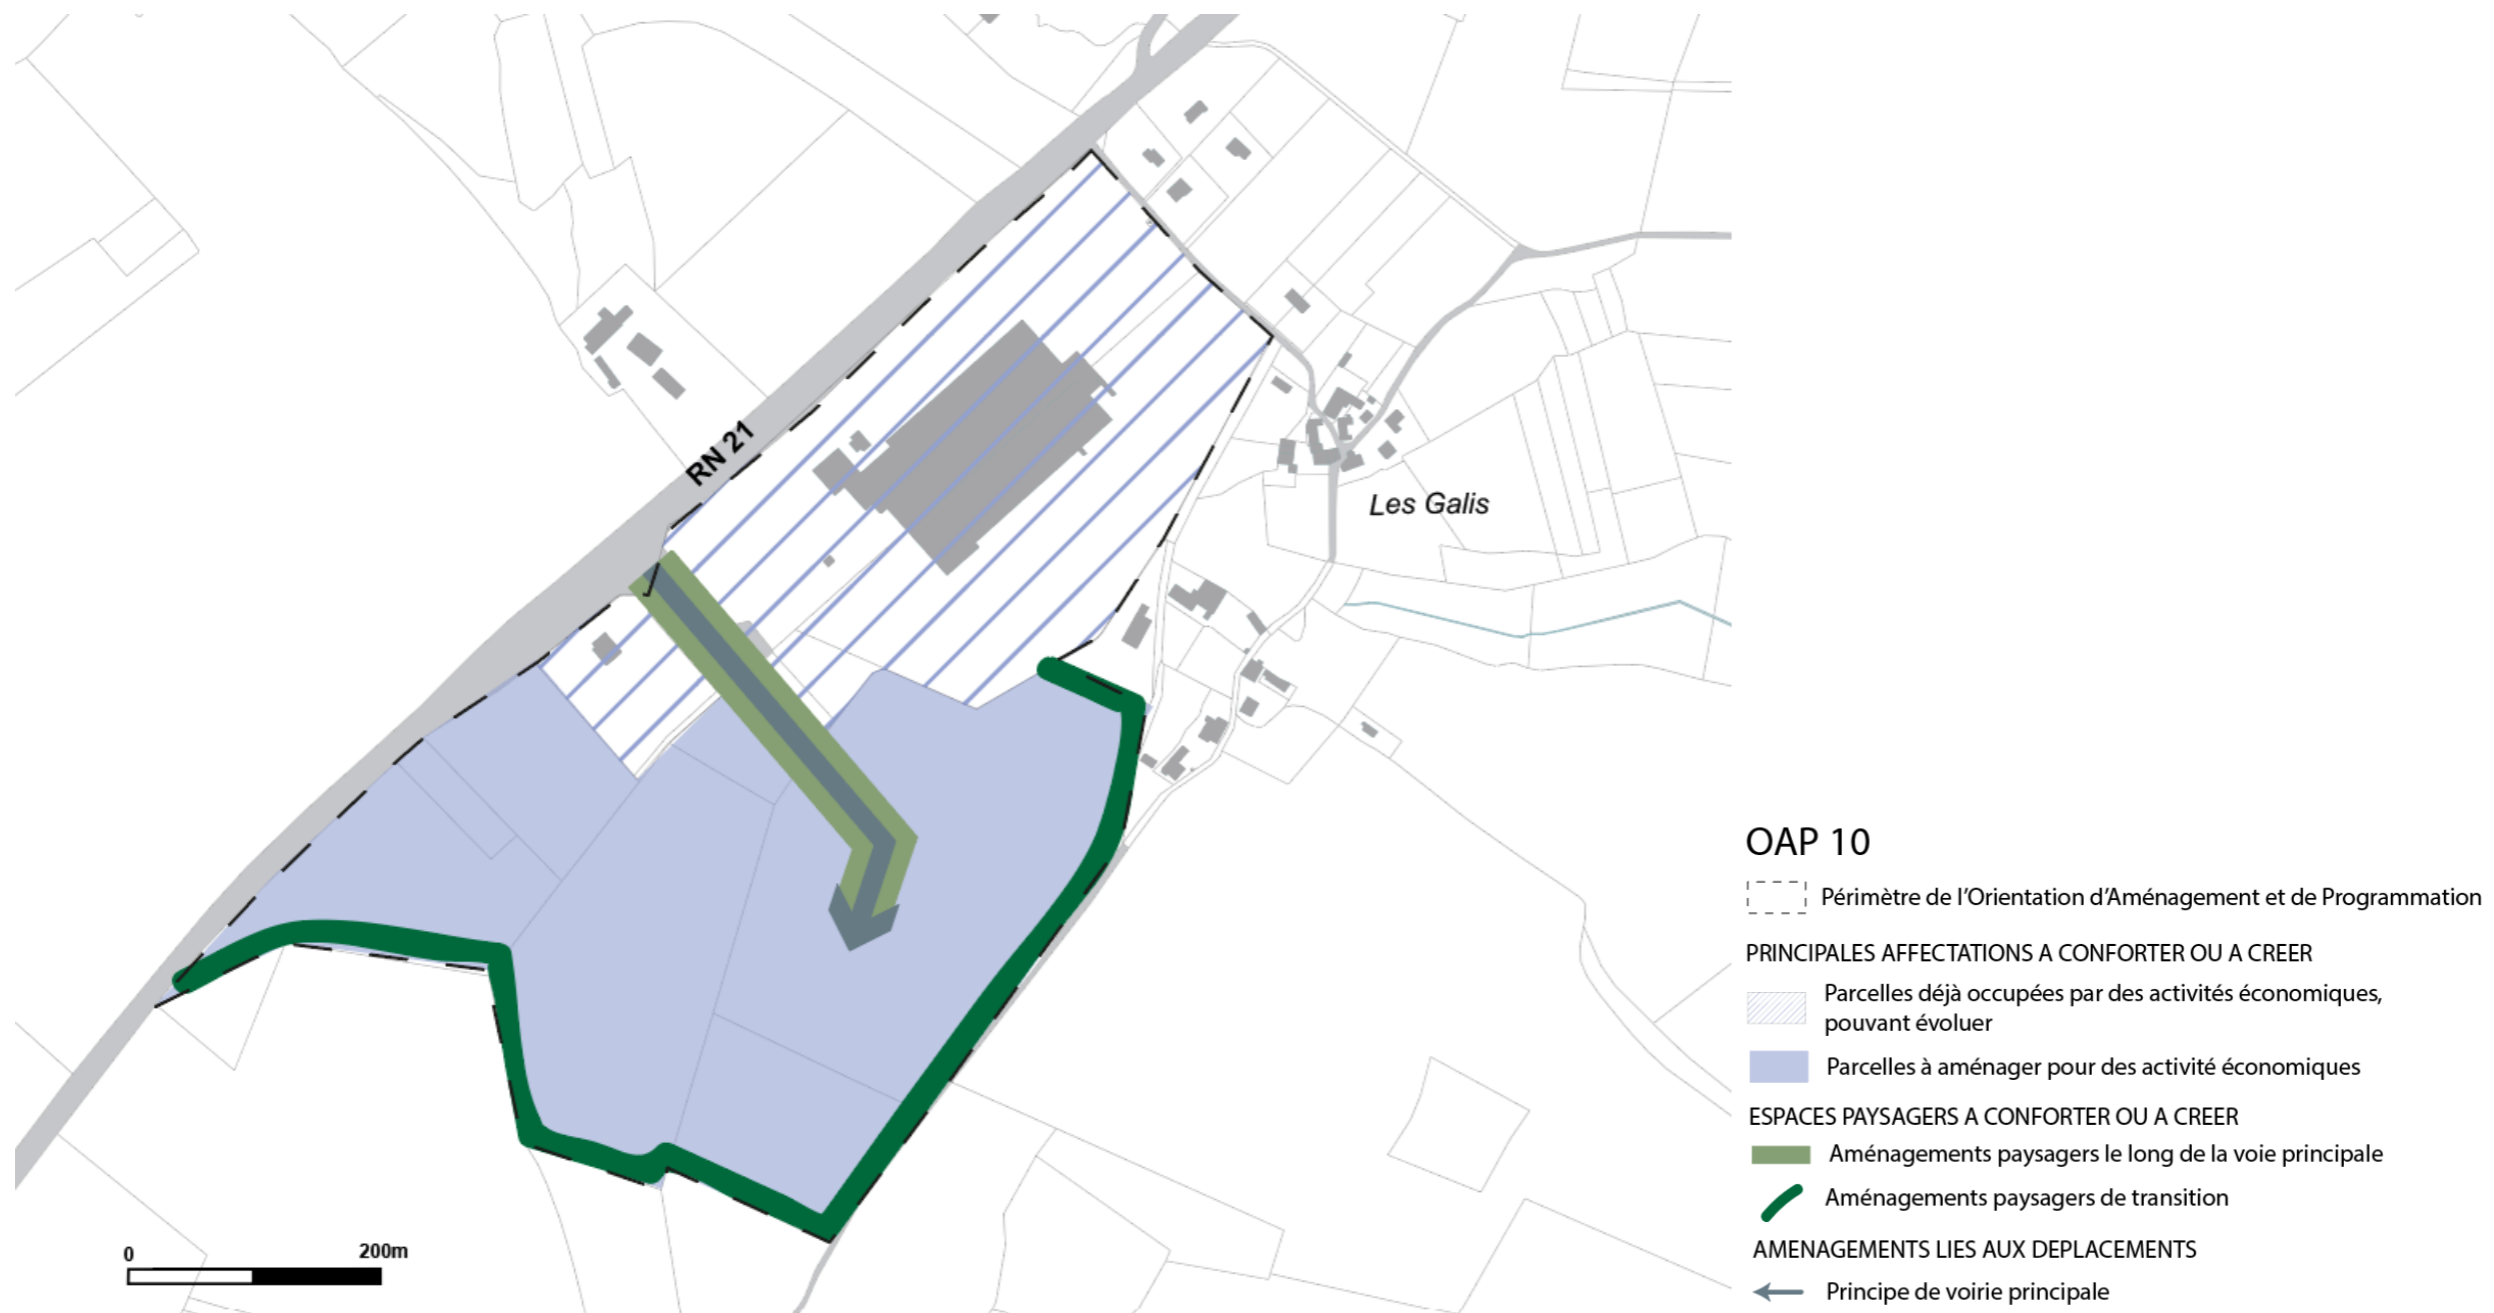 RN 21
Les Galis
OAP 10
Périmètre de l'Orientation d'Aménagement et de Programmation
PRINCIPALES AFFECTATIONS A CONFORTER OU A CREER
Parcelles déjà occupées par des activités économiques,
pouvant évoluer
Parcelles à aménager pour des activité économiques
ESPACES PAYSAGERS A CONFORTER OU A CREER
Aménagements paysagers le long de la voie principale
Aménagements paysagers de transition
AMENAGEMENTS LIES AUX DEPLACEMENTS
Principe de voirie principale
0 200m